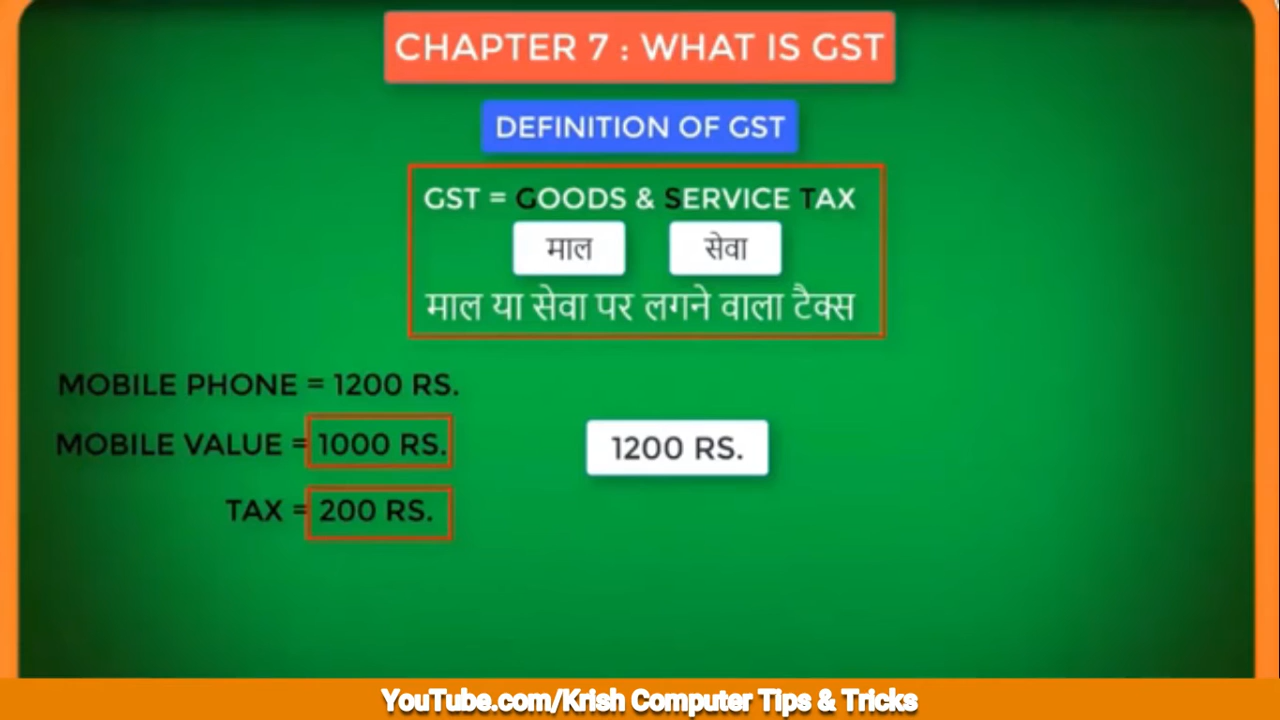 CHAPTER 7 : WHAT IS GST
DEFINITION OF GST
GST = GOODS & SERVICE TAX
माल सेवा
माल या सेवा पर लगने वाला टैक्स
MOBILE PHONE = 1200 RS.
MOBILE VALUE = 1000 RS.
1200 RS.
TAX = 200 RS.
YouTube.com/Krish Computer Tips & Tricks